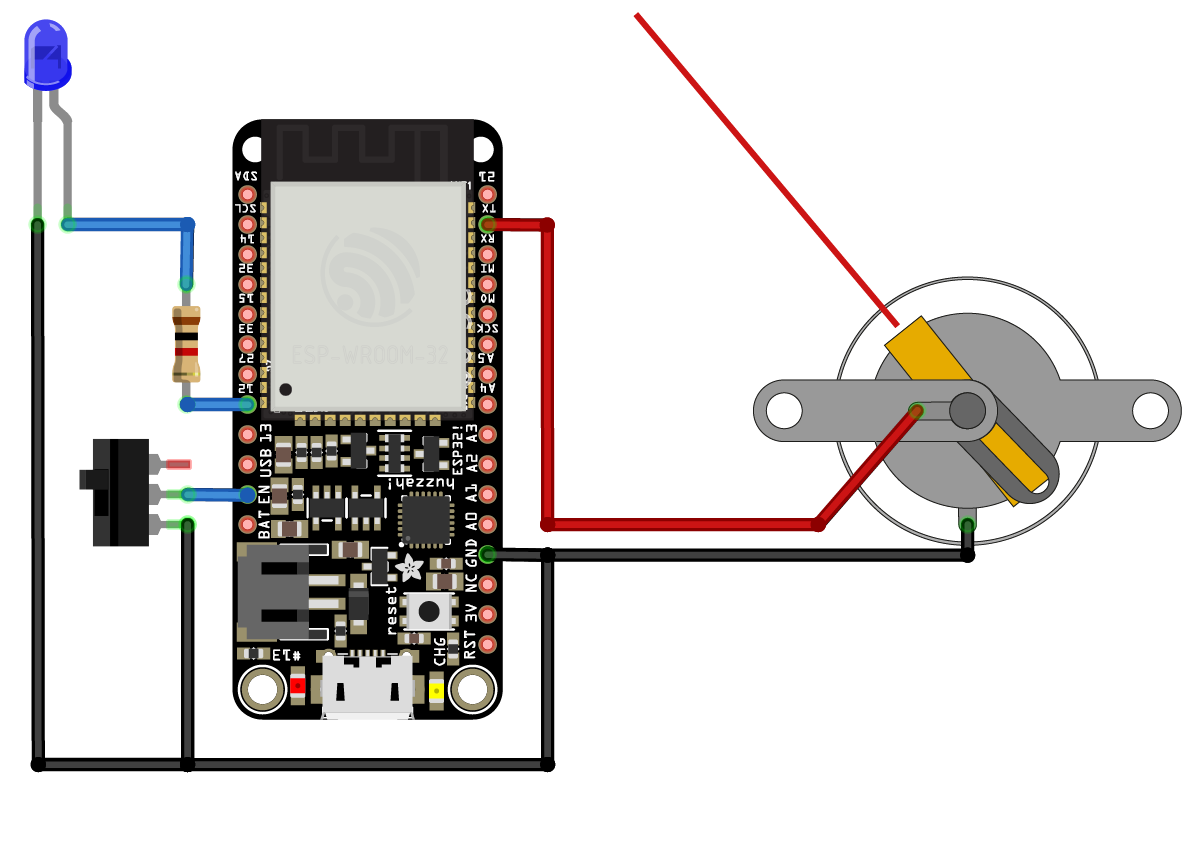 SDA
SCL
14
32
15
33
27
12
13
USB
EN
BAT
21
TX
RX
MI
MO
SCK
A5
A4
A3
A2
A1
A0
GND
NC
3V
RST
ESP-WROOM-32
ESP32!
huzzah!
reset
CHG
#13